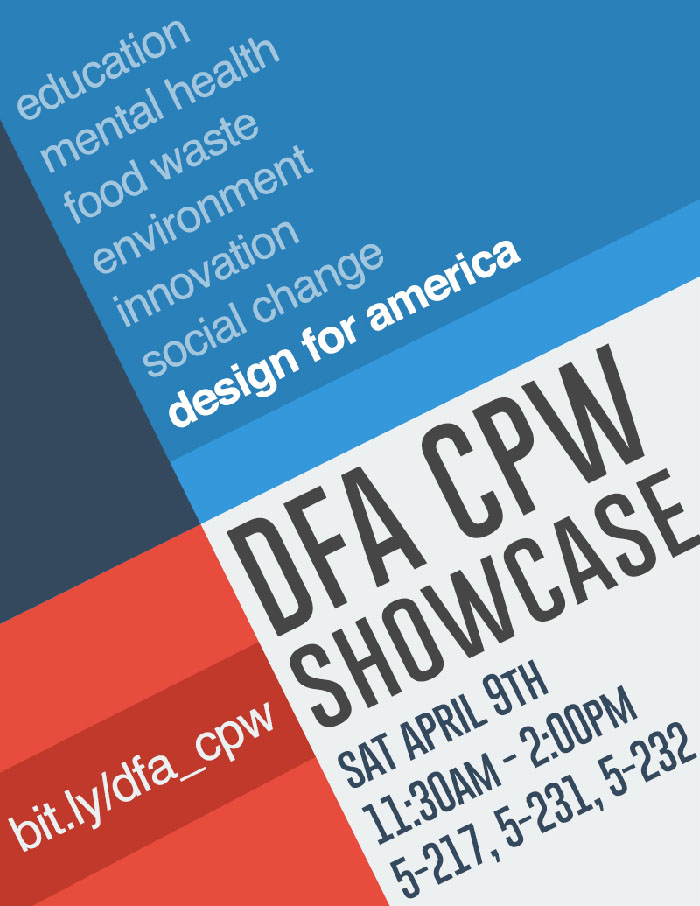 education
mental health
food waste
environment
innovation
social change
design for america
DFA CPW
SHOWCASE
SAT APRIL 9TH
11:30AM - 2:00PM
5-217, 5-231, 5-232
bit.ly/dfa_cpw